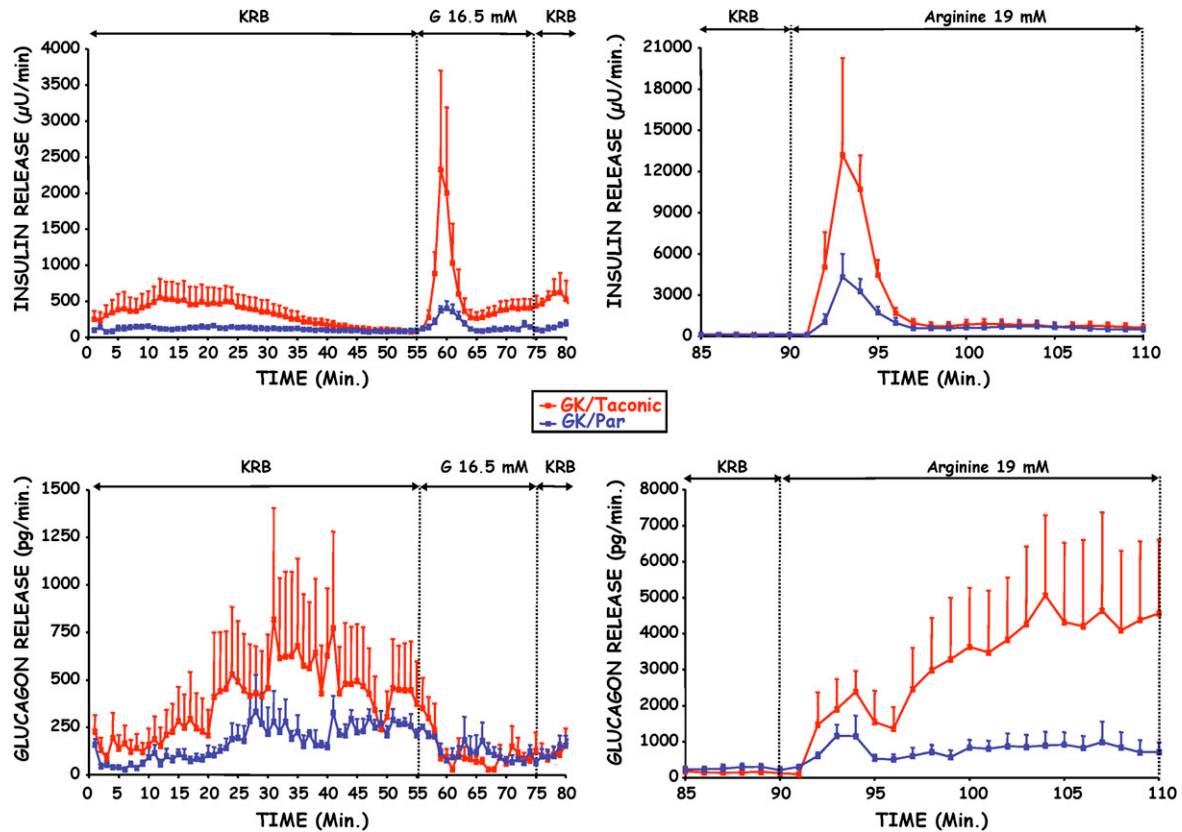 KRB G 16.5 mM KRB
4000
3500
3000
2500
2000
1500
1000
500
0
INSULIN RELEASE (µU/min)
0 5 10 15 20 25 30 35 40 45 50 55 60 65 70 75 80
TIME (Min.)
KRB Arginine 19 mM
21000
18000
15000
12000
9000
6000
3000
0
INSULIN RELEASE (µU/min.)
85 90 95 100 105 110
TIME (Min.)
GK/Taconic
GK/Par
KRB G 16.5 mM KRB
1500
1250
1000
750
500
250
0
GLUCAGON RELEASE (pg/min.)
0 5 10 15 20 25 30 35 40 45 50 55 60 65 70 75 80
TIME (Min.)
KRB Arginine 19 mM
8000
7000
6000
5000
4000
3000
2000
1000
0
GLUCAGON RELEASE (pg/min.)
85 90 95 100 105 110
TIME (Min.)